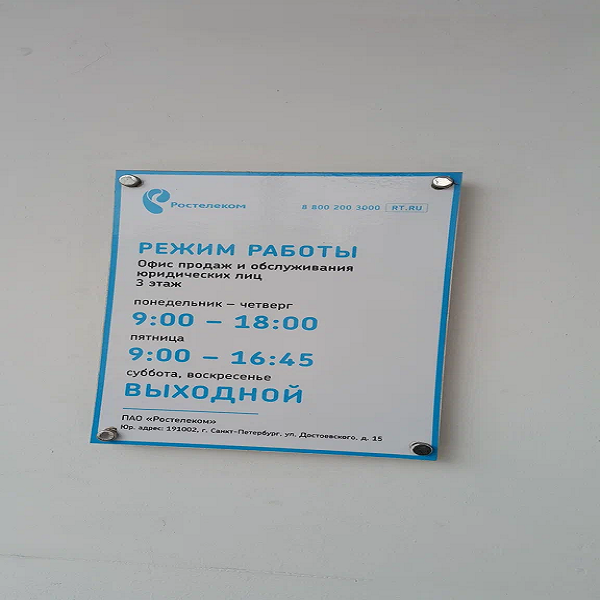 Ростелеком
8 800 200 3000 RT.RU
РЕЖИМ РАБОТЫ
Офис продаж и обслуживания
юридических лиц
3 этаж
понедельник – четверг
9:00 – 18:00
пятница
9:00 – 16:45
суббота, воскресенье
ВЫХОДНОЙ
ПАО «Ростелеком»
Юр. адрес: 191002, г. Санкт-Петербург, ул. Достоевского, д. 15